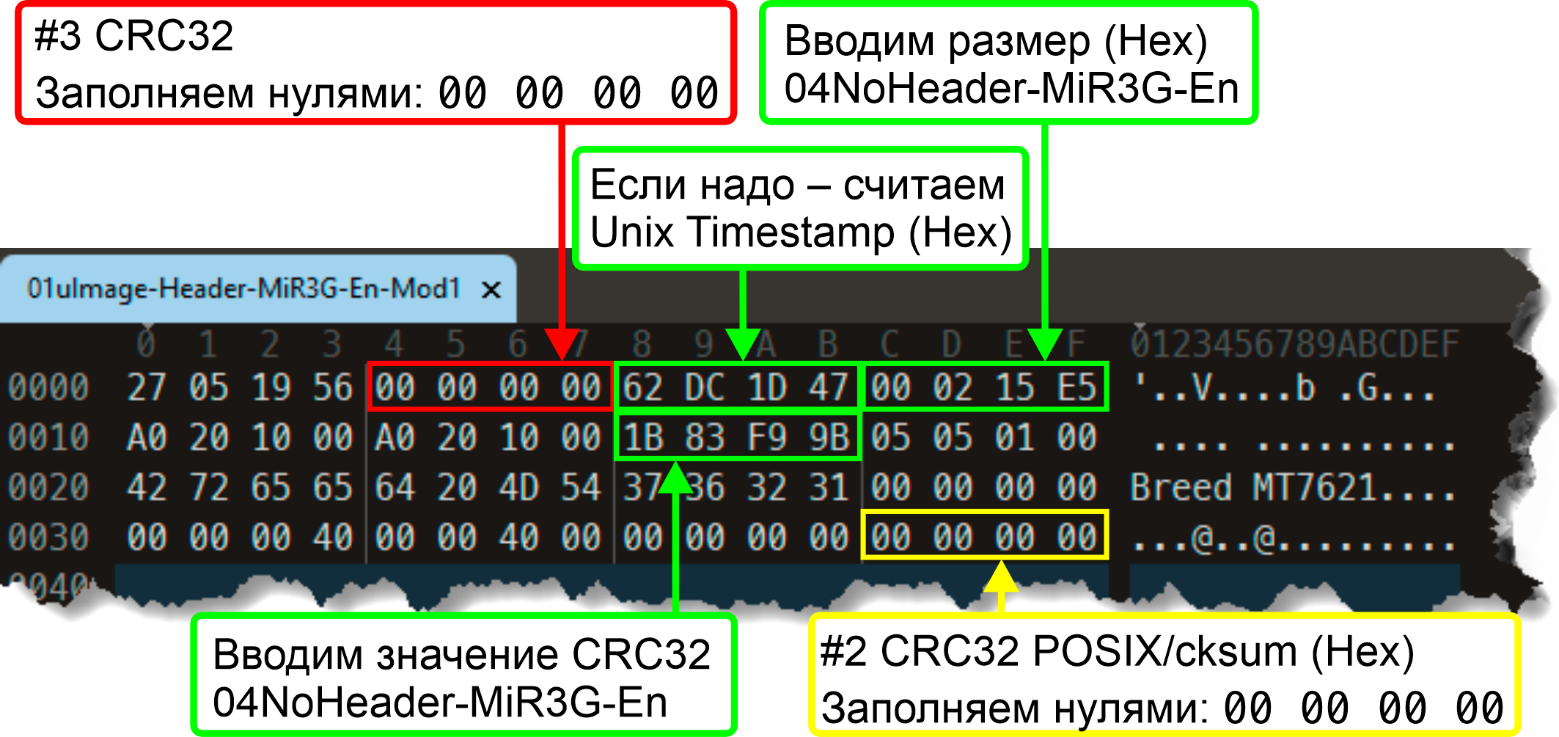 #3 CRC32
Заполняем нулями: 00 00 00 00
Вводим размер (Hex)
04NoHeader-MiR3G-En
Если надо – считаем
Unix Timestamp (Hex)
01uImage-Header-MiR3G-En-Mod1 ×
0 1 2 3 4 5 6 7 8 9 A B C D E F 0123456789ABCDEF
0000 27 05 19 56 00 00 00 00 62 DC 1D 47 00 02 15 E5 '..V....b .G...
0010 A0 20 10 00 A0 20 10 00 1B 83 F9 9B 05 05 01 00 .... ..........
0020 42 72 65 65 64 20 4D 54 37 36 32 31 00 00 00 00 Breed MT7621....
0030 00 00 00 40 00 00 40 00 00 00 00 00 00 00 00 00 ...@..@.........
0040
Вводим значение CRC32
04NoHeader-MiR3G-En
#2 CRC32 POSIX/cksum (Hex)
Заполняем нулями: 00 00 00 00